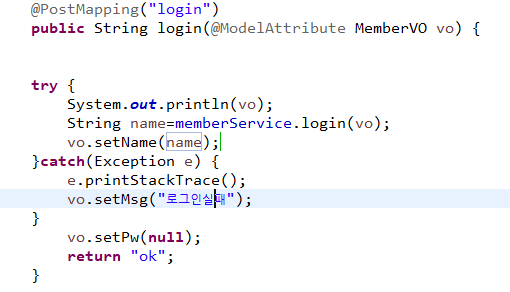 @PostMapping("login")
public String login(@ModelAttribute MemberVO vo) {
try {
System.out.println(vo);
String name=memberService.login(vo);
vo.setName(name);
}catch(Exception e) {
e.printStackTrace();
vo.setMsg("로그인실패");
}
vo.setPw(null);
return "ok";
}